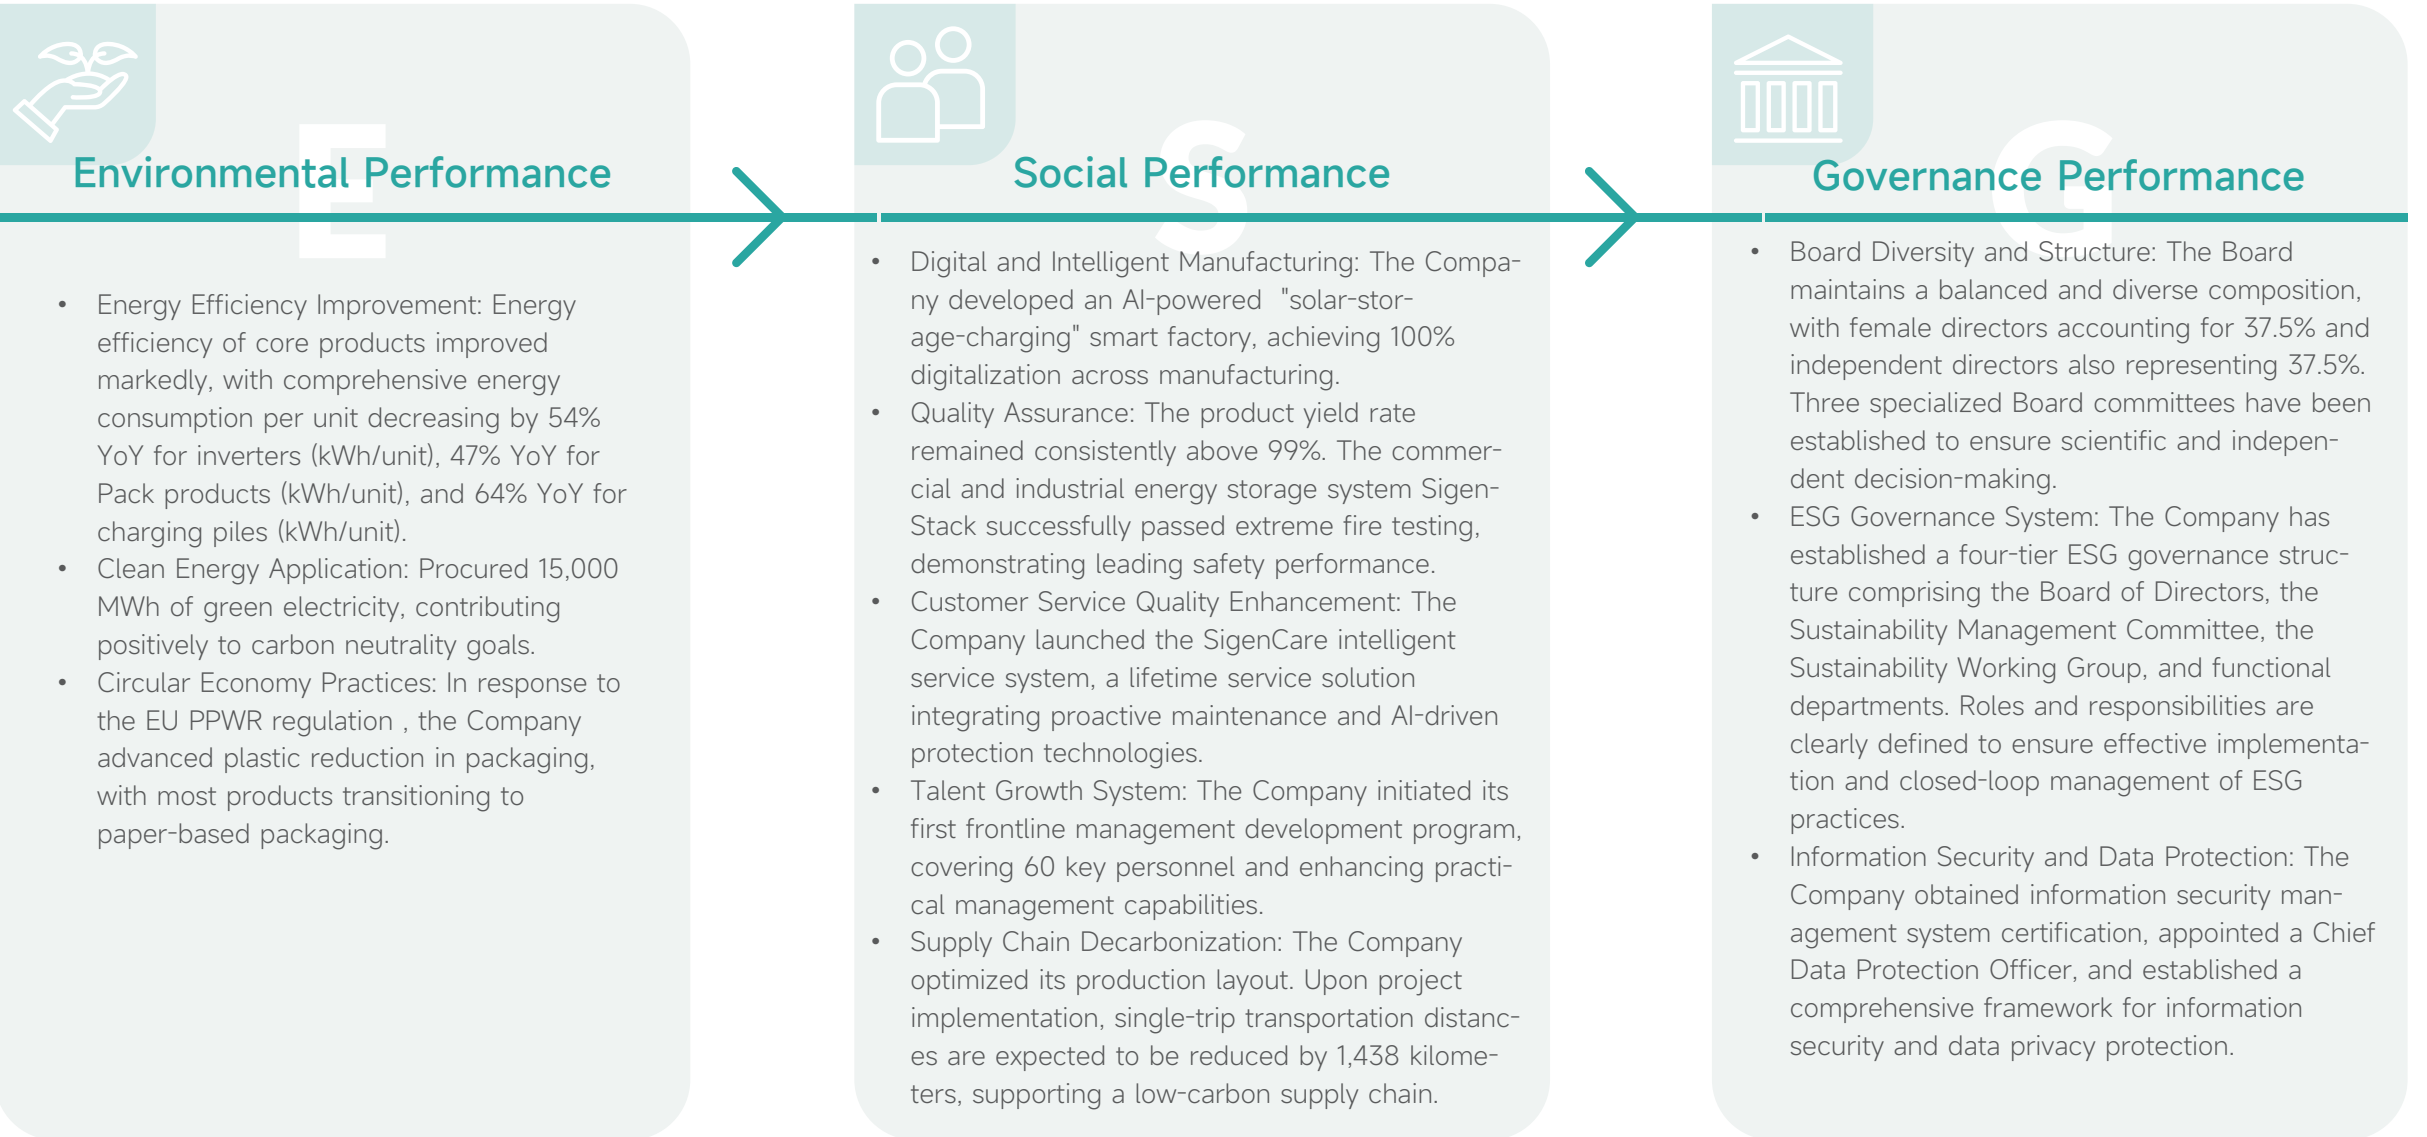 E
Environmental Performance
• Energy Efficiency Improvement: Energy
efficiency of core products improved
markedly, with comprehensive energy
consumption per unit decreasing by 54%
YoY for inverters (kWh/unit), 47% YoY for
Pack products (kWh/unit), and 64% YoY for
charging piles (kWh/unit).
• Clean Energy Application: Procured 15,000
MWh of green electricity, contributing
positively to carbon neutrality goals.
• Circular Economy Practices: In response to
the EU PPWR regulation , the Company
advanced plastic reduction in packaging,
with most products transitioning to
paper-based packaging.
S
Social Performance
• Digital and Intelligent Manufacturing: The Compa-
ny developed an AI-powered "solar-stor-
age-charging" smart factory, achieving 100%
digitalization across manufacturing.
• Quality Assurance: The product yield rate
remained consistently above 99%. The commer-
cial and industrial energy storage system Sigen-
Stack successfully passed extreme fire testing,
demonstrating leading safety performance.
• Customer Service Quality Enhancement: The
Company launched the SigenCare intelligent
service system, a lifetime service solution
integrating proactive maintenance and AI-driven
protection technologies.
• Talent Growth System: The Company initiated its
first frontline management development program,
covering 60 key personnel and enhancing practi-
cal management capabilities.
• Supply Chain Decarbonization: The Company
optimized its production layout. Upon project
implementation, single-trip transportation distanc-
es are expected to be reduced by 1,438 kilome-
ters, supporting a low-carbon supply chain.
G
Governance Performance
• Board Diversity and Structure: The Board
maintains a balanced and diverse composition,
with female directors accounting for 37.5% and
independent directors also representing 37.5%.
Three specialized Board committees have been
established to ensure scientific and indepen-
dent decision-making.
• ESG Governance System: The Company has
established a four-tier ESG governance struc-
ture comprising the Board of Directors, the
Sustainability Management Committee, the
Sustainability Working Group, and functional
departments. Roles and responsibilities are
clearly defined to ensure effective implementa-
tion and closed-loop management of ESG
practices.
• Information Security and Data Protection: The
Company obtained information security man-
agement system certification, appointed a Chief
Data Protection Officer, and established a
comprehensive framework for information
security and data privacy protection.